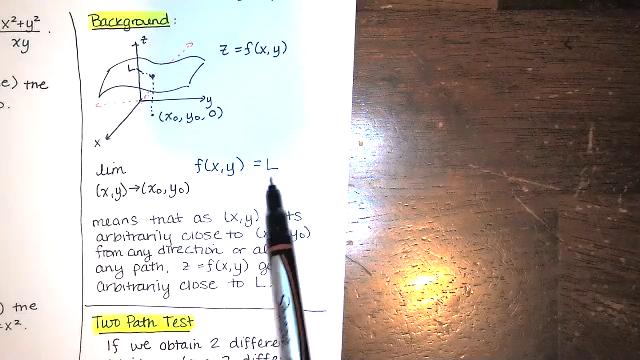 x²+y²
xy
e) the
o.
) the
=x².
Background:
z
z = f(x,y)
L
y
(x₀, y₀, 0)
x
lim f(x,y) = L
(x,y)→(x₀,y₀)
means that as (x,y)
arbitrarily close to y₀)
from any direction or
any path, z = f(x,y)
arbitrarily close to L
Two Path Test
If we obtain 2